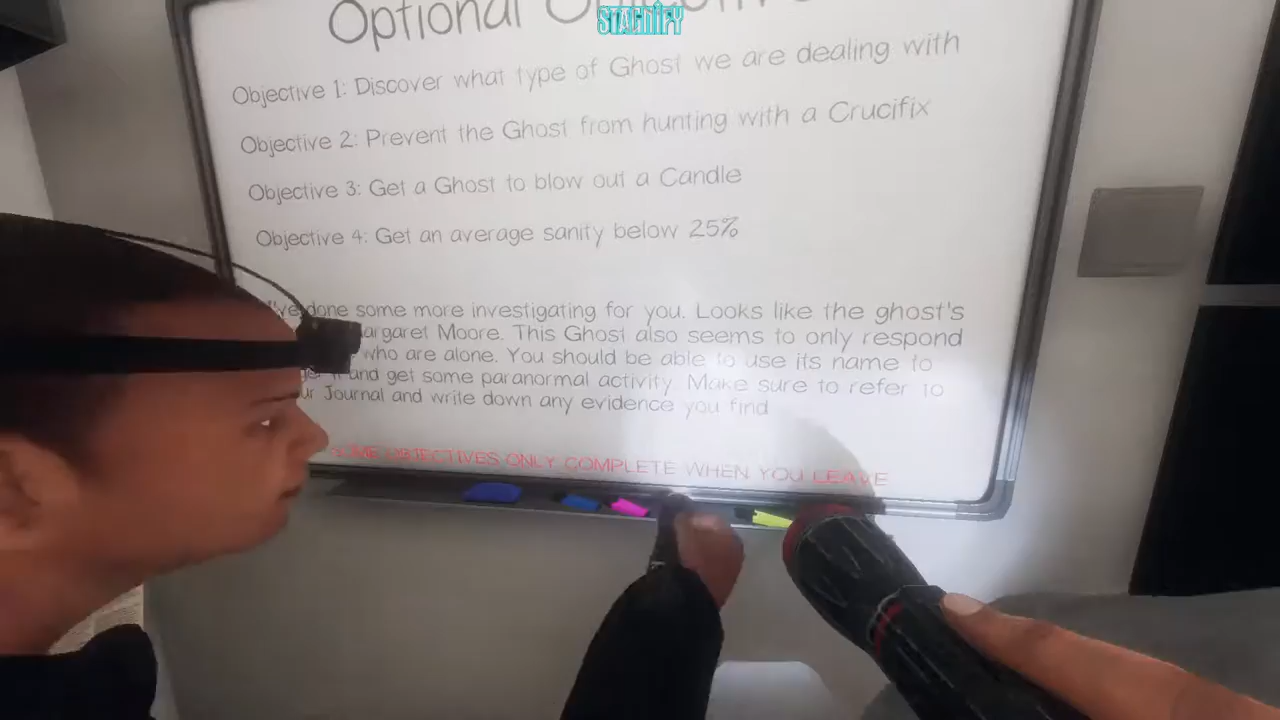 Optional
STAGNIFY
Objective 1: Discover what type of Ghost we are dealing with
Objective 2: Prevent the Ghost from hunting with a Crucifix
Objective 3: Get a Ghost to blow out a Candle
Objective 4: Get an average sanity below 25%
I've done some more investigating for you. Looks like the ghost's
argaret Moore. This Ghost also seems to only respond
who are alone. You should be able to use its name to
and get some paranormal activity. Make sure to refer to
ur Journal and write down any evidence you find
OBJECTIVES ONLY COMPLETE WHEN YOU LEAVE